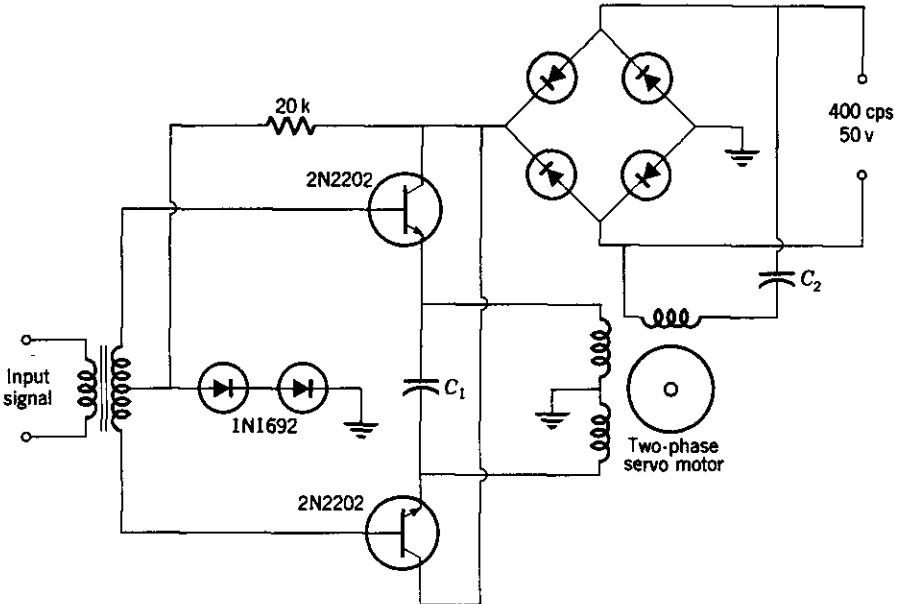 20 k
400 cps
50 v
2N2202
C₂
Input
signal
1N1692
C₁
Two-phase
servo motor
2N2202